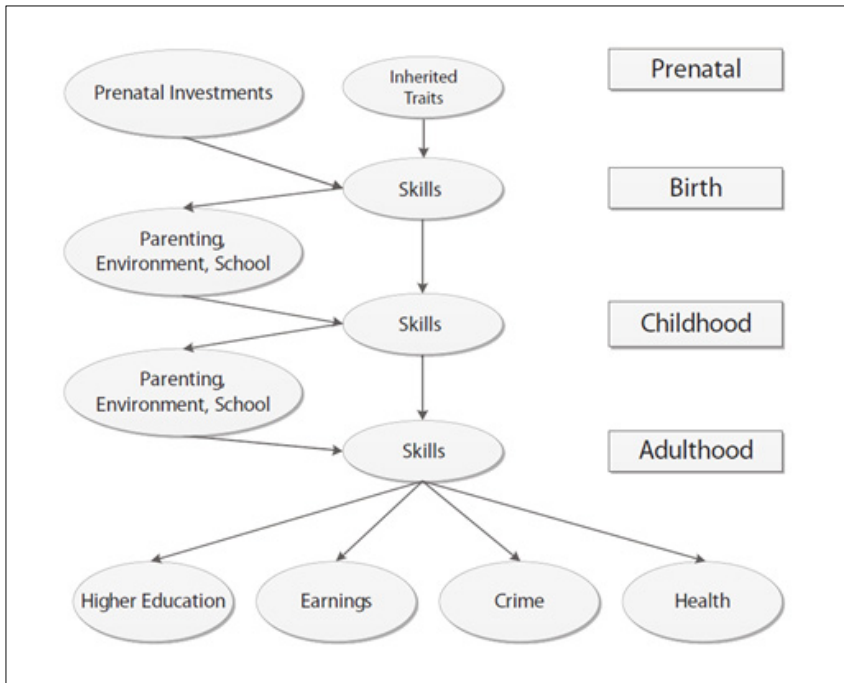 Prenatal Investments
Inherited
Traits
Prenatal
Skills
Birth
Parenting,
Environment, School
Skills
Childhood
Parenting,
Environment, School
Skills
Adulthood
Higher Education
Earnings
Crime
Health